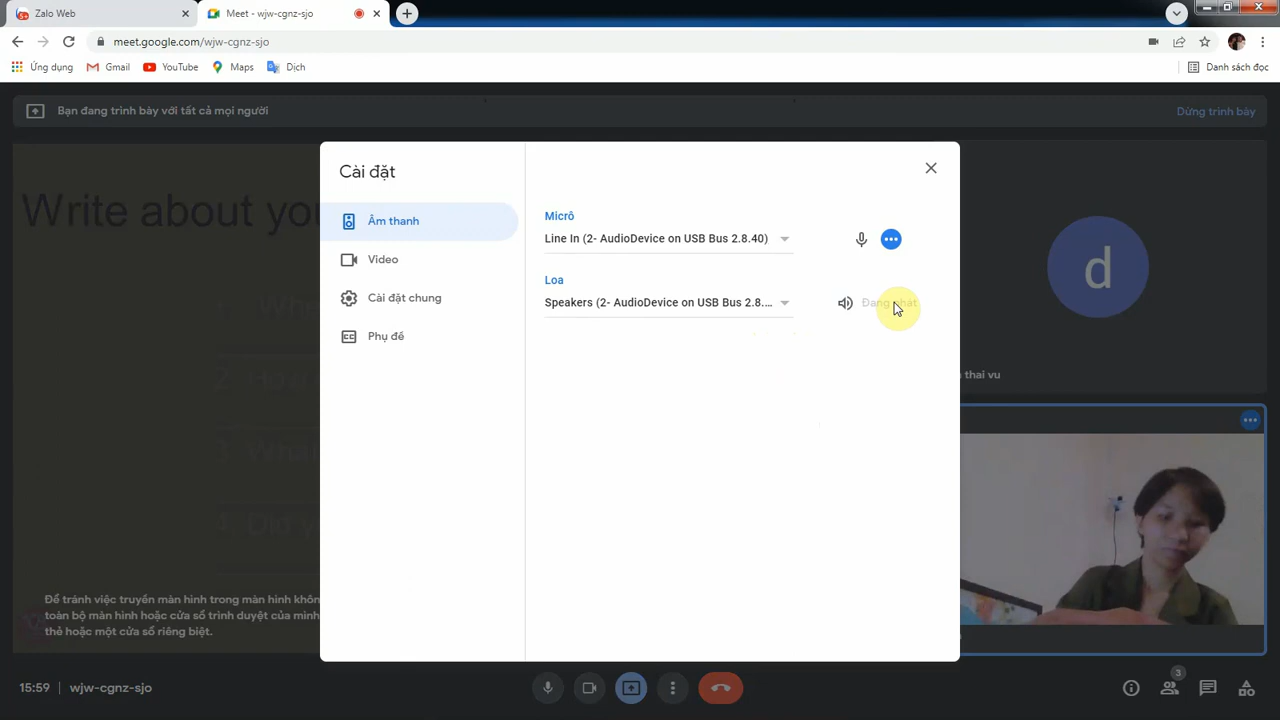 Zalo Web
Meet - wjw-cgnz-sjo
meet.google.com/wjw-cgnz-sjo
Ứng dụng
Gmail
YouTube
Maps
Dịch
Danh sách đọc
Bạn đang trình bày với tất cả mọi người
Dừng trình bày
Write about you
Cài đặt
Âm thanh
Video
Cài đặt chung
Phụ đề
Micrô
Line In (2- AudioDevice on USB Bus 2.8.40)
Loa
Speakers (2- AudioDevice on USB Bus 2.8....
Đang phát
d
thai vu
Để tránh việc truyền màn hình trong màn hình khôn
toàn bộ màn hình hoặc cửa sổ trình duyệt của mình
thẻ hoặc một cửa sổ riêng biệt.
15:59 | wjw-cgnz-sjo
3